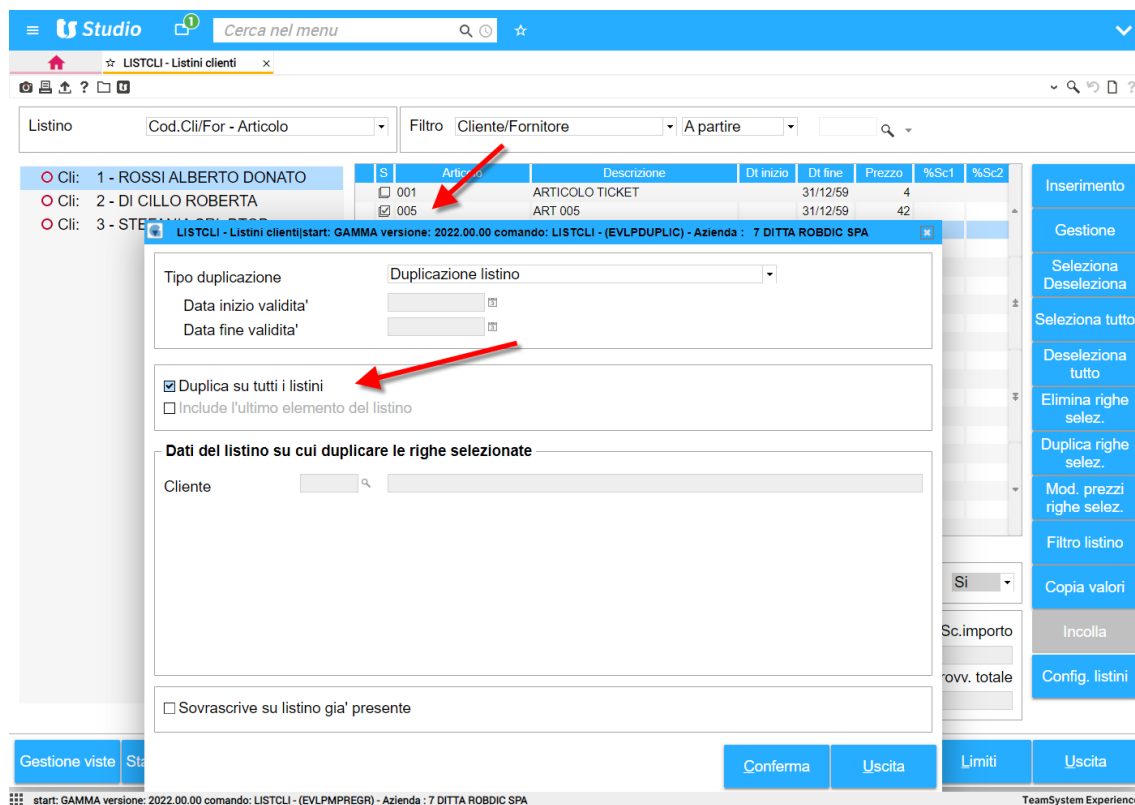 Studio
1
Cerca nel menu
LISTCLI - Listini clienti
Listino
Cod.Cli/For - Articolo
Filtro
Cliente/Fornitore
A partire
Cli: 1 - ROSSI ALBERTO DONATO
Cli: 2 - DI CILLO ROBERTA
Cli: 3 - STEFANIA SRL
S Articolo Descrizione Dt inizio Dt fine Prezzo %Sc1 %Sc2
001 ARTICOLO TICKET 31/12/59 4
005 ART 005 31/12/59 42
LISTCLI - Listini clienti|start: GAMMA versione: 2022.00.00 comando: LISTCLI - (EVLPDUPLIC) - Azienda : 7 DITTA ROBDIC SPA
Tipo duplicazione
Duplicazione listino
Data inizio validita'
Data fine validita'
Duplica su tutti i listini
Include l'ultimo elemento del listino
Dati del listino su cui duplicare le righe selezionate
Cliente
Sovrascrive su listino gia' presente
Conferma
Uscita
Inserimento
Gestione
Seleziona
Deseleziona
Seleziona tutto
Deseleziona
tutto
Elimina righe
selez.
Duplica righe
selez.
Mod. prezzi
righe selez.
Filtro listino
Si
Copia valori
Sc.importo
Incolla
rovv. totale
Config. listini
Gestione viste
Sta
Limiti
Uscita
start: GAMMA versione: 2022.00.00 comando: LISTCLI - (EVLPMPREGR) - Azienda : 7 DITTA ROBDIC SPA
TeamSystem Experience